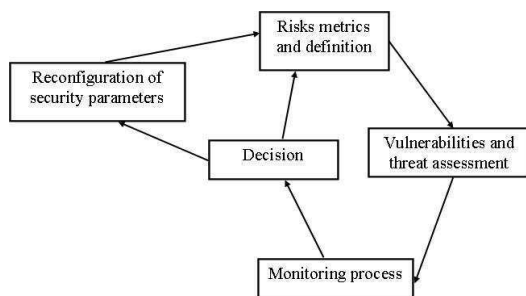 Risks metrics
and definition
Reconfiguration of
security parameters
Decision
Vulnerabilities and
threat assessment
Monitoring process